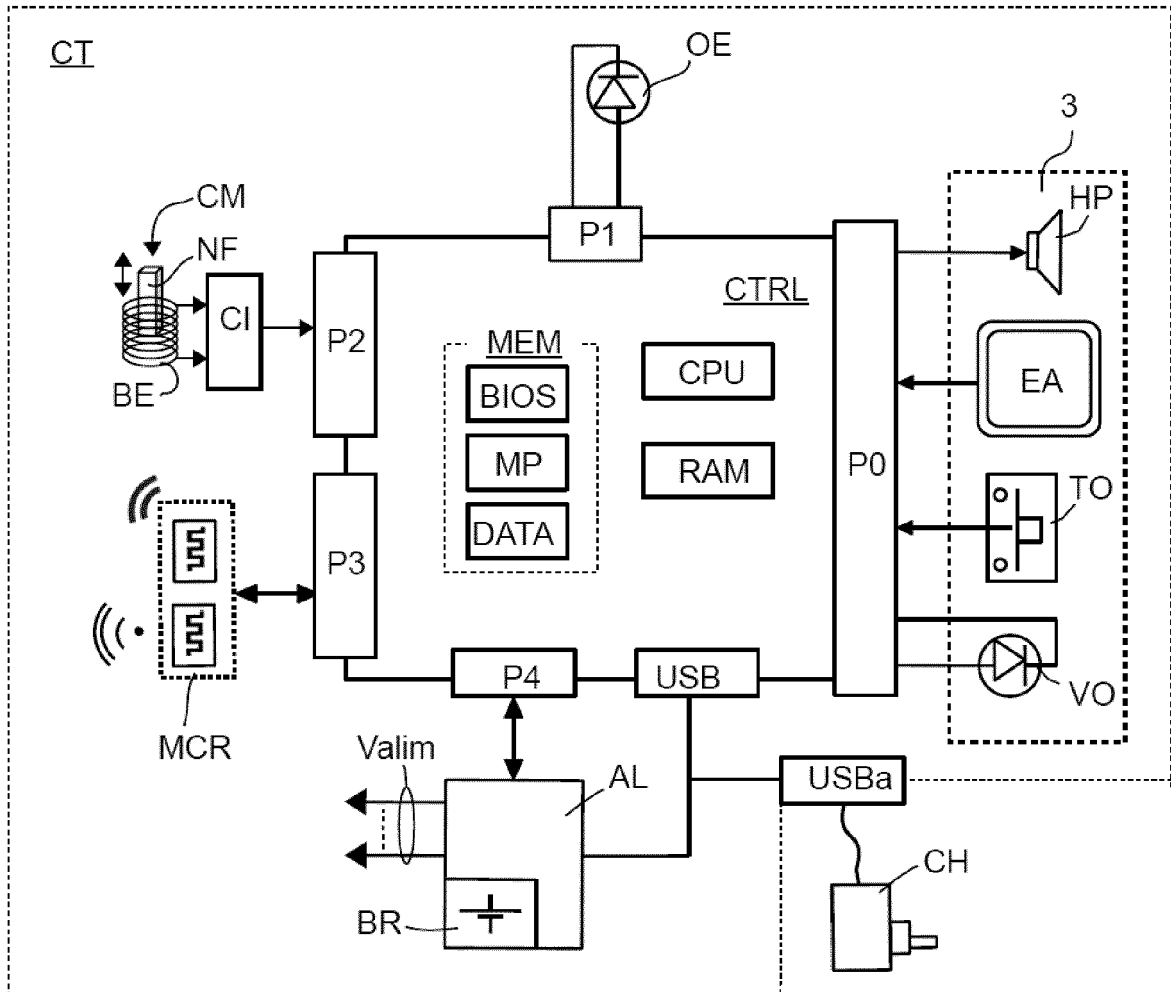 CT
OE
3
CM
HP
NF
P1
CI
CTRL
P2
MEM
CPU
EA
BE
BIOS
MP
RAM
P0
TO
DATA
P3
P4
USB
VO
MCR
Valim
AL
USBa
CH
BR